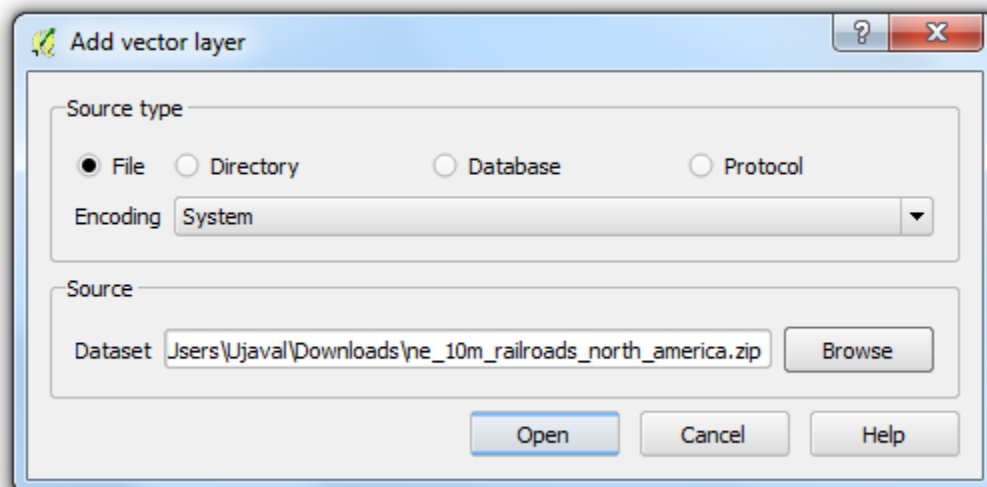 Add vector layer
?
Source type
File Directory Database Protocol
Encoding System
Source
Dataset Users\Ujaval\Downloads\ne_10m_railroads_north_america.zip Browse
Open Cancel Help